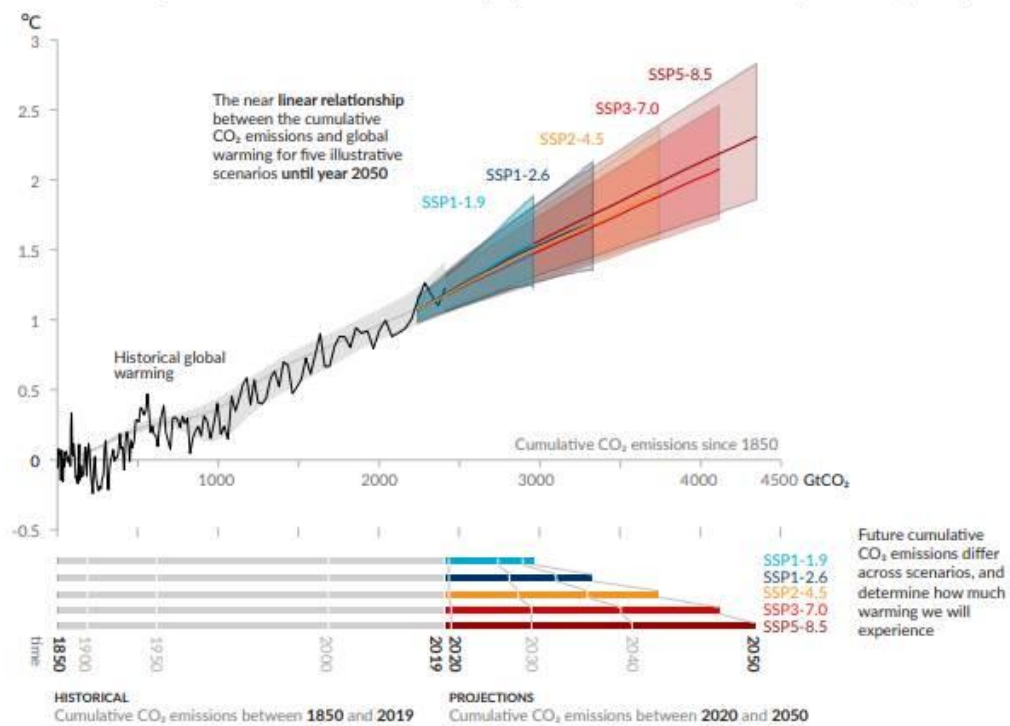 °C
3
SSP5-8.5
The near linear relationship
between the cumulative
CO₂ emissions and global
warming for five illustrative
scenarios until year 2050
2.5
SSP3-7.0
SSP2-4.5
SSP1-2.6
2
SSP1-1.9
1.5
1
Historical global
warming
0.5
Cumulative CO₂ emissions since 1850
0
1000
2000
3000
4000
4500 GtCO₂
-0.5
Future cumulative
CO₂ emissions differ
across scenarios, and
determine how much
warming we will
experience
SSP1-1.9
SSP1-2.6
SSP2-4.5
SSP3-7.0
SSP5-8.5
time
1850
1900
1950
2000
2019
2020
2030
2040
2050
HISTORICAL
Cumulative CO₂ emissions between 1850 and 2019
PROJECTIONS
Cumulative CO₂ emissions between 2020 and 2050